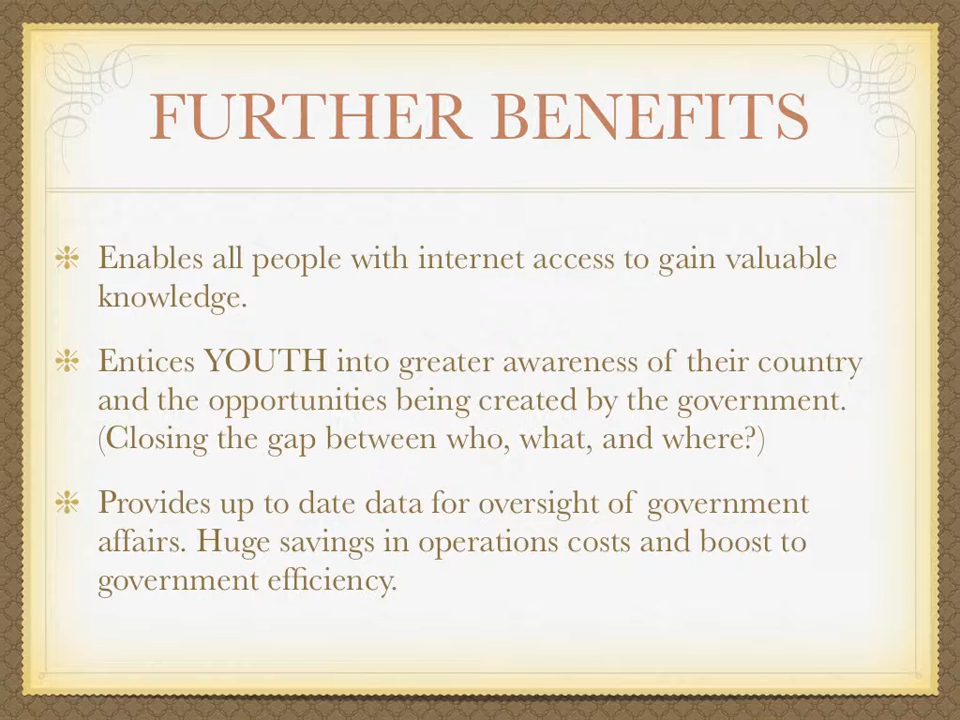 FURTHER BENEFITS
Enables all people with internet access to gain valuable
knowledge.
Entices YOUTH into greater awareness of their country
and the opportunities being created by the government.
(Closing the gap between who, what, and where?)
Provides up to date data for oversight of government
affairs. Huge savings in operations costs and boost to
government efficiency.